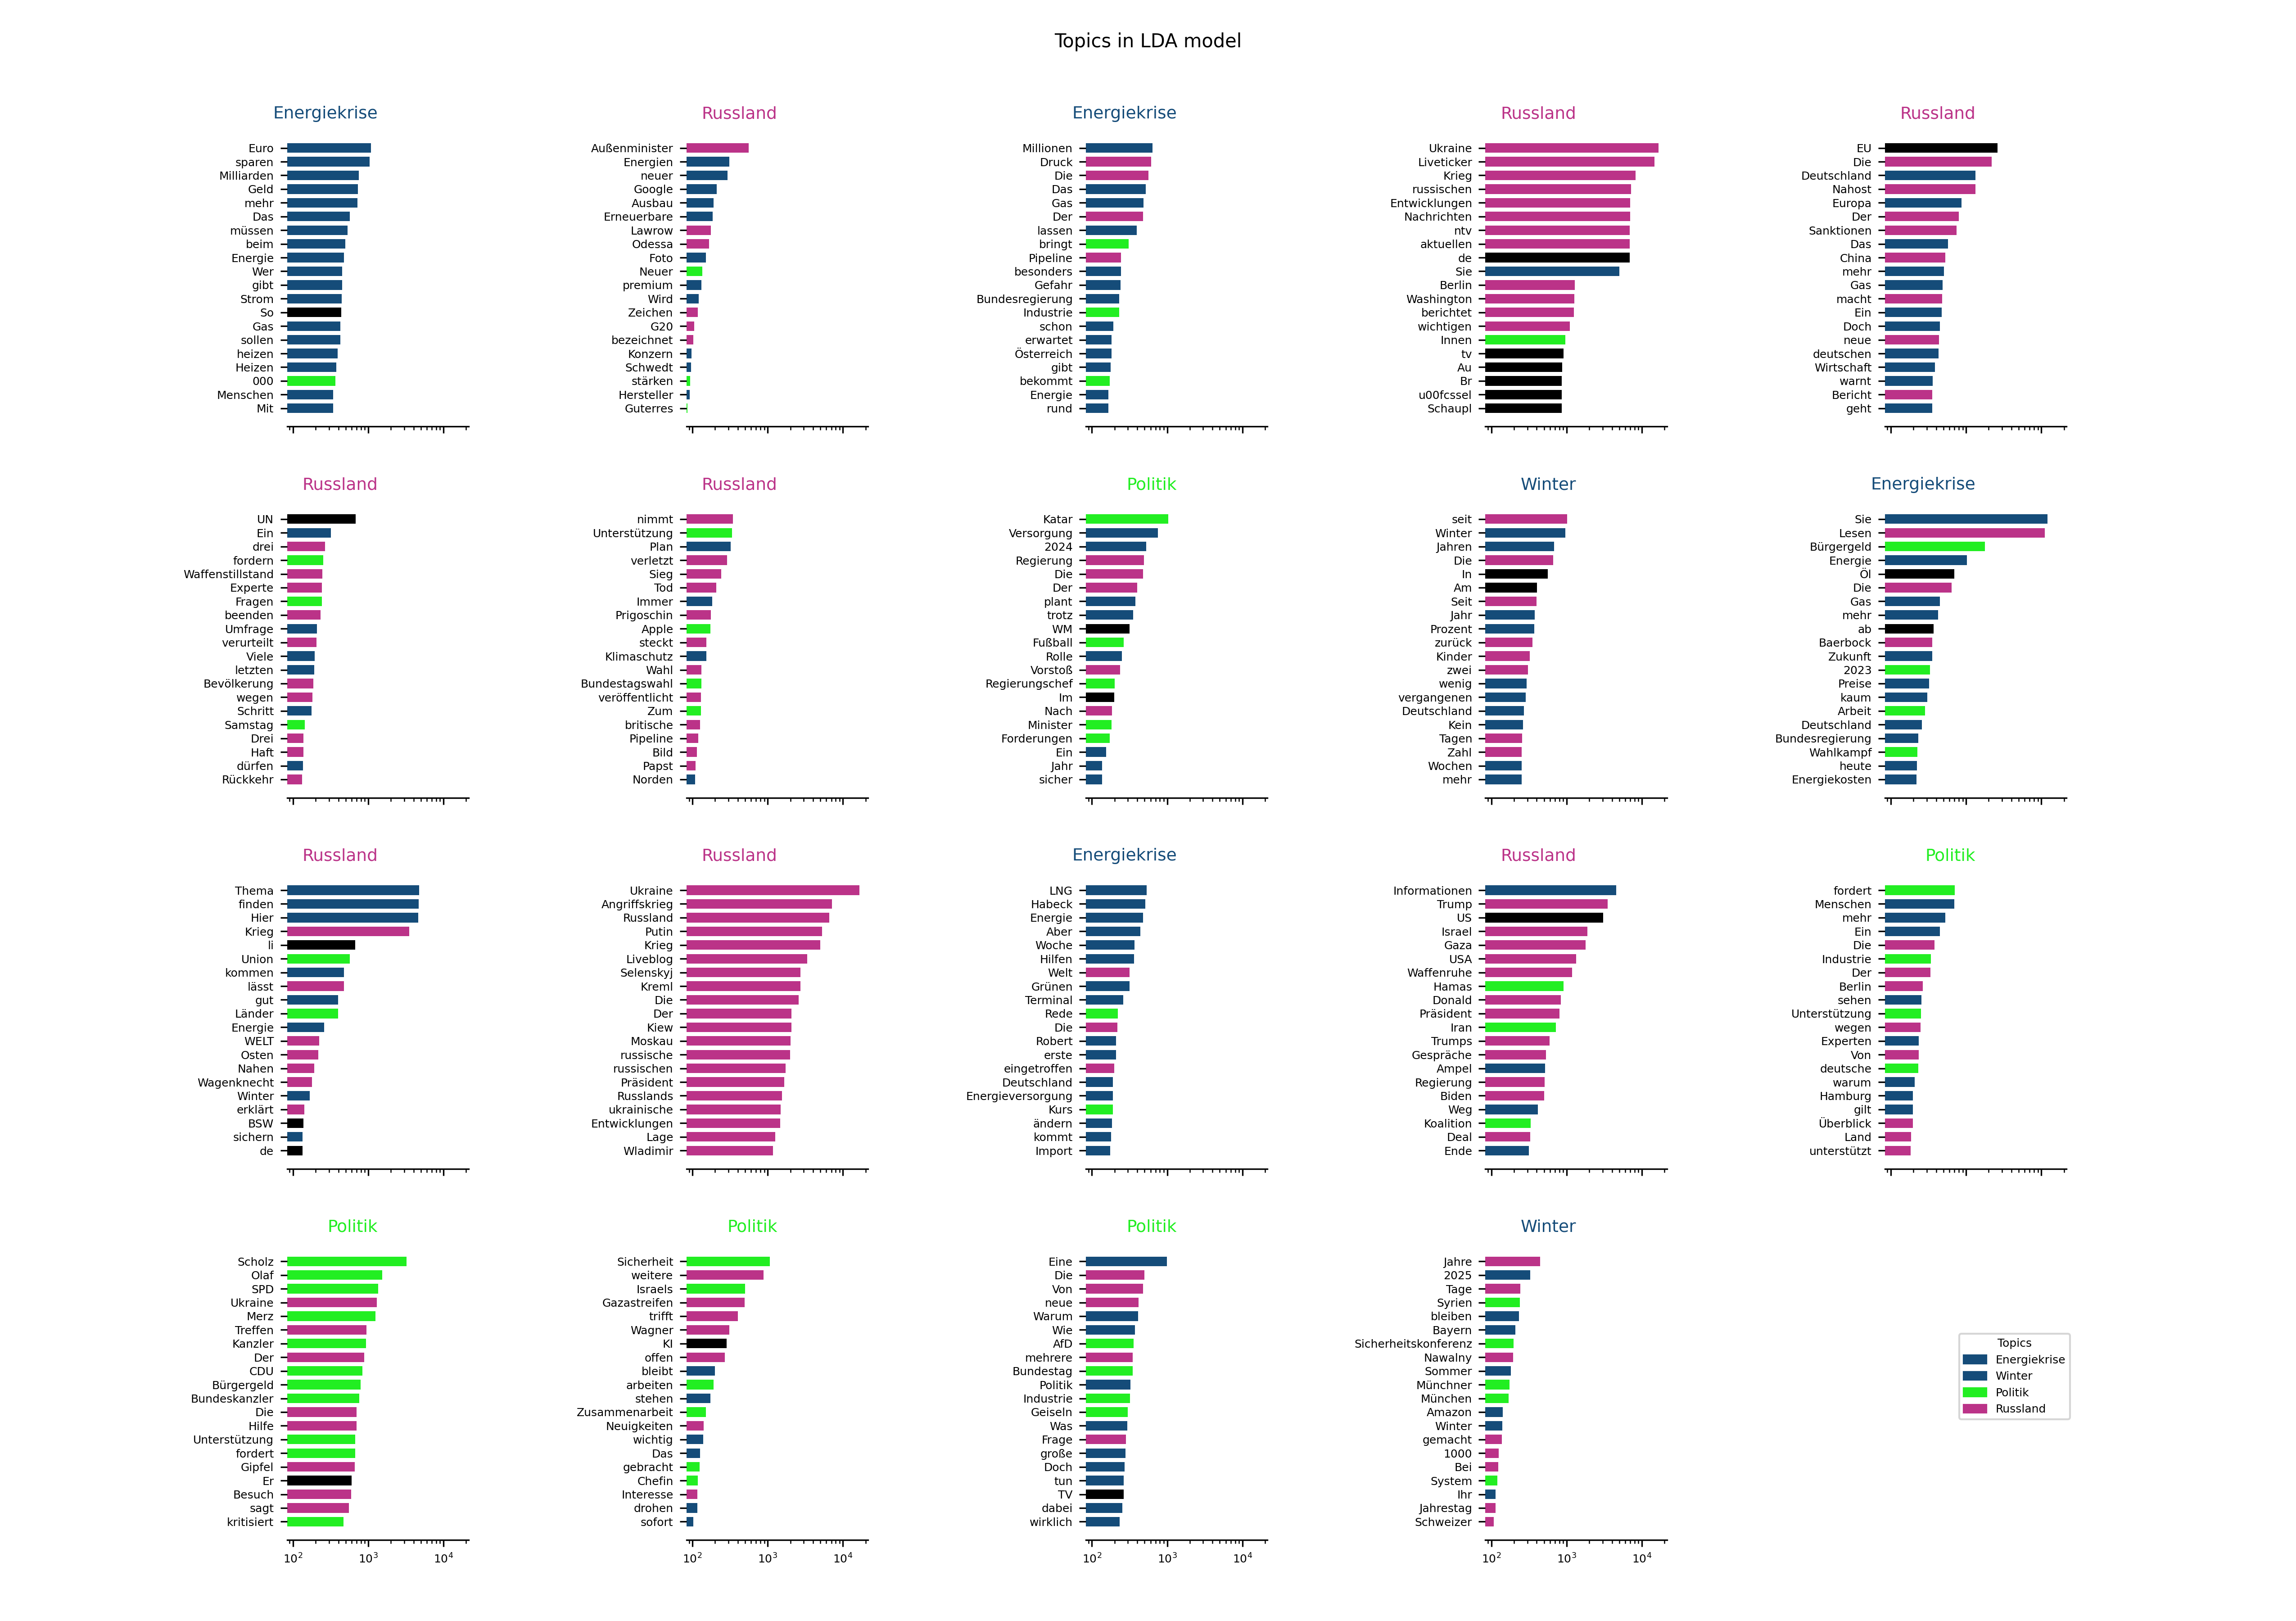 Topics in LDA model
Energiekrise
Euro
sparen
Milliarden
Geld
mehr
Das
müssen
beim
Energie
Wer
gibt
Strom
So
Gas
sollen
heizen
Heizen
000
Menschen
Mit
Russland
Außenminister
Energien
neuer
Google
Ausbau
Erneuerbare
Lawrow
Odessa
Foto
Neuer
premium
Wird
Zeichen
G20
bezeichnet
Konzern
Schwedt
stärken
Hersteller
Guterres
Energiekrise
Millionen
Druck
Die
Das
Gas
Der
lassen
bringt
Pipeline
besonders
Gefahr
Bundesregierung
Industrie
schon
erwartet
Österreich
gibt
bekommt
Energie
rund
Russland
Ukraine
Liveticker
Krieg
russischen
Entwicklungen
Nachrichten
ntv
aktuellen
de
Sie
Berlin
Washington
berichtet
wichtigen
Innen
tv
Au
Br
u00fcssel
Schaupl
Russland
EU
Die
Deutschland
Nahost
Europa
Der
Sanktionen
Das
China
mehr
Gas
macht
Ein
Doch
neue
deutschen
Wirtschaft
warnt
Bericht
geht
Russland
UN
Ein
drei
fordern
Waffenstillstand
Experte
Fragen
beenden
Umfrage
verurteilt
Viele
letzten
Bevölkerung
wegen
Schritt
Samstag
Drei
Haft
dürfen
Rückkehr
Russland
nimmt
Unterstützung
Plan
verletzt
Sieg
Tod
Immer
Prigoschin
Apple
steckt
Klimaschutz
Wahl
Bundestagswahl
veröffentlicht
Zum
britische
Pipeline
Bild
Papst
Norden
Politik
Katar
Versorgung
2024
Regierung
Die
Der
plant
trotz
WM
Fußball
Rolle
Vorstoß
Regierungschef
Im
Nach
Minister
Forderungen
Ein
Jahr
sicher
Winter
seit
Winter
Jahren
Die
In
Am
Seit
Jahr
Prozent
zurück
Kinder
zwei
wenig
vergangenen
Deutschland
Kein
Tagen
Zahl
Wochen
mehr
Energiekrise
Sie
Lesen
Bürgergeld
Energie
Öl
Die
Gas
mehr
ab
Baerbock
Zukunft
2023
Preise
kaum
Arbeit
Deutschland
Bundesregierung
Wahlkampf
heute
Energiekosten
Russland
Thema
finden
Hier
Krieg
li
Union
kommen
lässt
gut
Länder
Energie
WELT
Osten
Nahen
Wagenknecht
Winter
erklärt
BSW
sichern
de
Russland
Ukraine
Angriffskrieg
Russland
Putin
Krieg
Liveblog
Selenskyj
Kreml
Die
Der
Kiew
Moskau
russische
russischen
Präsident
Russlands
ukrainische
Entwicklungen
Lage
Wladimir
Energiekrise
LNG
Habeck
Energie
Aber
Woche
Hilfen
Welt
Grünen
Terminal
Rede
Die
Robert
erste
eingetroffen
Deutschland
Energieversorgung
Kurs
ändern
kommt
Import
Russland
Informationen
Trump
US
Israel
Gaza
USA
Waffenruhe
Hamas
Donald
Präsident
Iran
Trumps
Gespräche
Ampel
Regierung
Biden
Weg
Koalition
Deal
Ende
Politik
fordert
Menschen
mehr
Ein
Die
Industrie
Der
Berlin
sehen
Unterstützung
wegen
Experten
Von
deutsche
warum
Hamburg
gilt
Überblick
Land
unterstützt
Politik
Scholz
Olaf
SPD
Ukraine
Merz
Treffen
Kanzler
Der
CDU
Bürgergeld
Bundeskanzler
Die
Hilfe
Unterstützung
fordert
Gipfel
Er
Besuch
sagt
kritisiert
10² 10³ 10⁴
Politik
Sicherheit
weitere
Israels
Gazastreifen
trifft
Wagner
KI
offen
bleibt
arbeiten
stehen
Zusammenarbeit
Neuigkeiten
wichtig
Das
gebracht
Chefin
Interesse
drohen
sofort
10² 10³ 10⁴
Politik
Eine
Die
Von
neue
Warum
Wie
AfD
mehrere
Bundestag
Politik
Industrie
Geiseln
Was
Frage
große
Doch
tun
TV
dabei
wirklich
10² 10³ 10⁴
Winter
Jahre
2025
Tage
Syrien
bleiben
Bayern
Sicherheitskonferenz
Nawalny
Sommer
Münchner
München
Amazon
Winter
gemacht
1000
Bei
System
Ihr
Jahrestag
Schweizer
10² 10³ 10⁴
Topics
Energiekrise
Winter
Politik
Russland